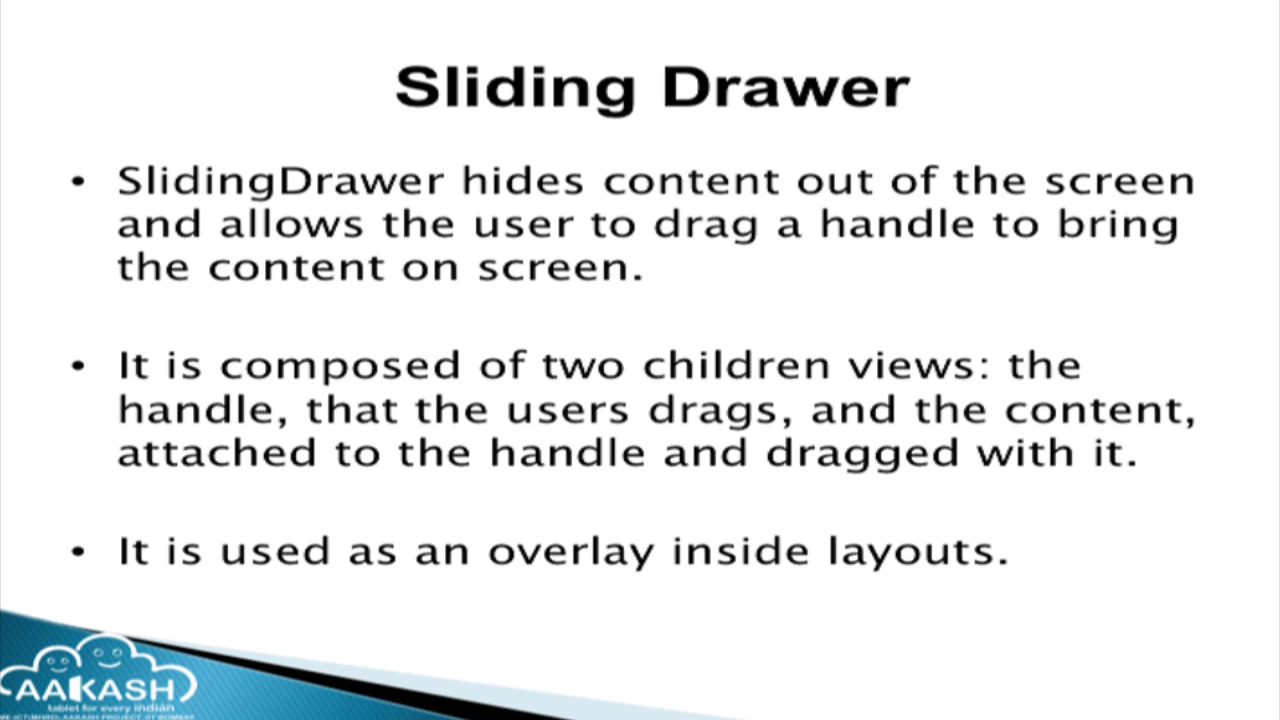 Sliding Drawer
• SlidingDrawer hides content out of the screen
and allows the user to drag a handle to bring
the content on screen.
• It is composed of two children views: the
handle, that the users drags, and the content,
attached to the handle and dragged with it.
• It is used as an overlay inside layouts.
AAKASH
tablet for every indian